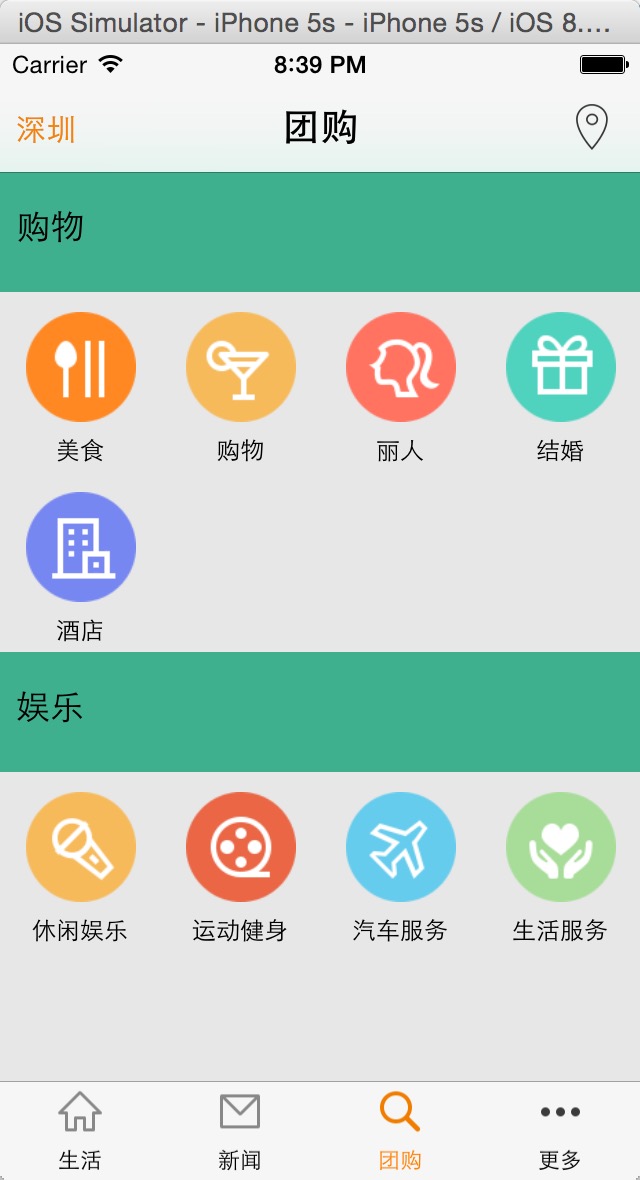 iOS Simulator - iPhone 5s - iPhone 5s / iOS 8....
Carrier 8:39 PM
深圳 团购
购物
美食 购物 丽人 结婚
酒店
娱乐
休闲娱乐 运动健身 汽车服务 生活服务
生活 新闻 团购 更多